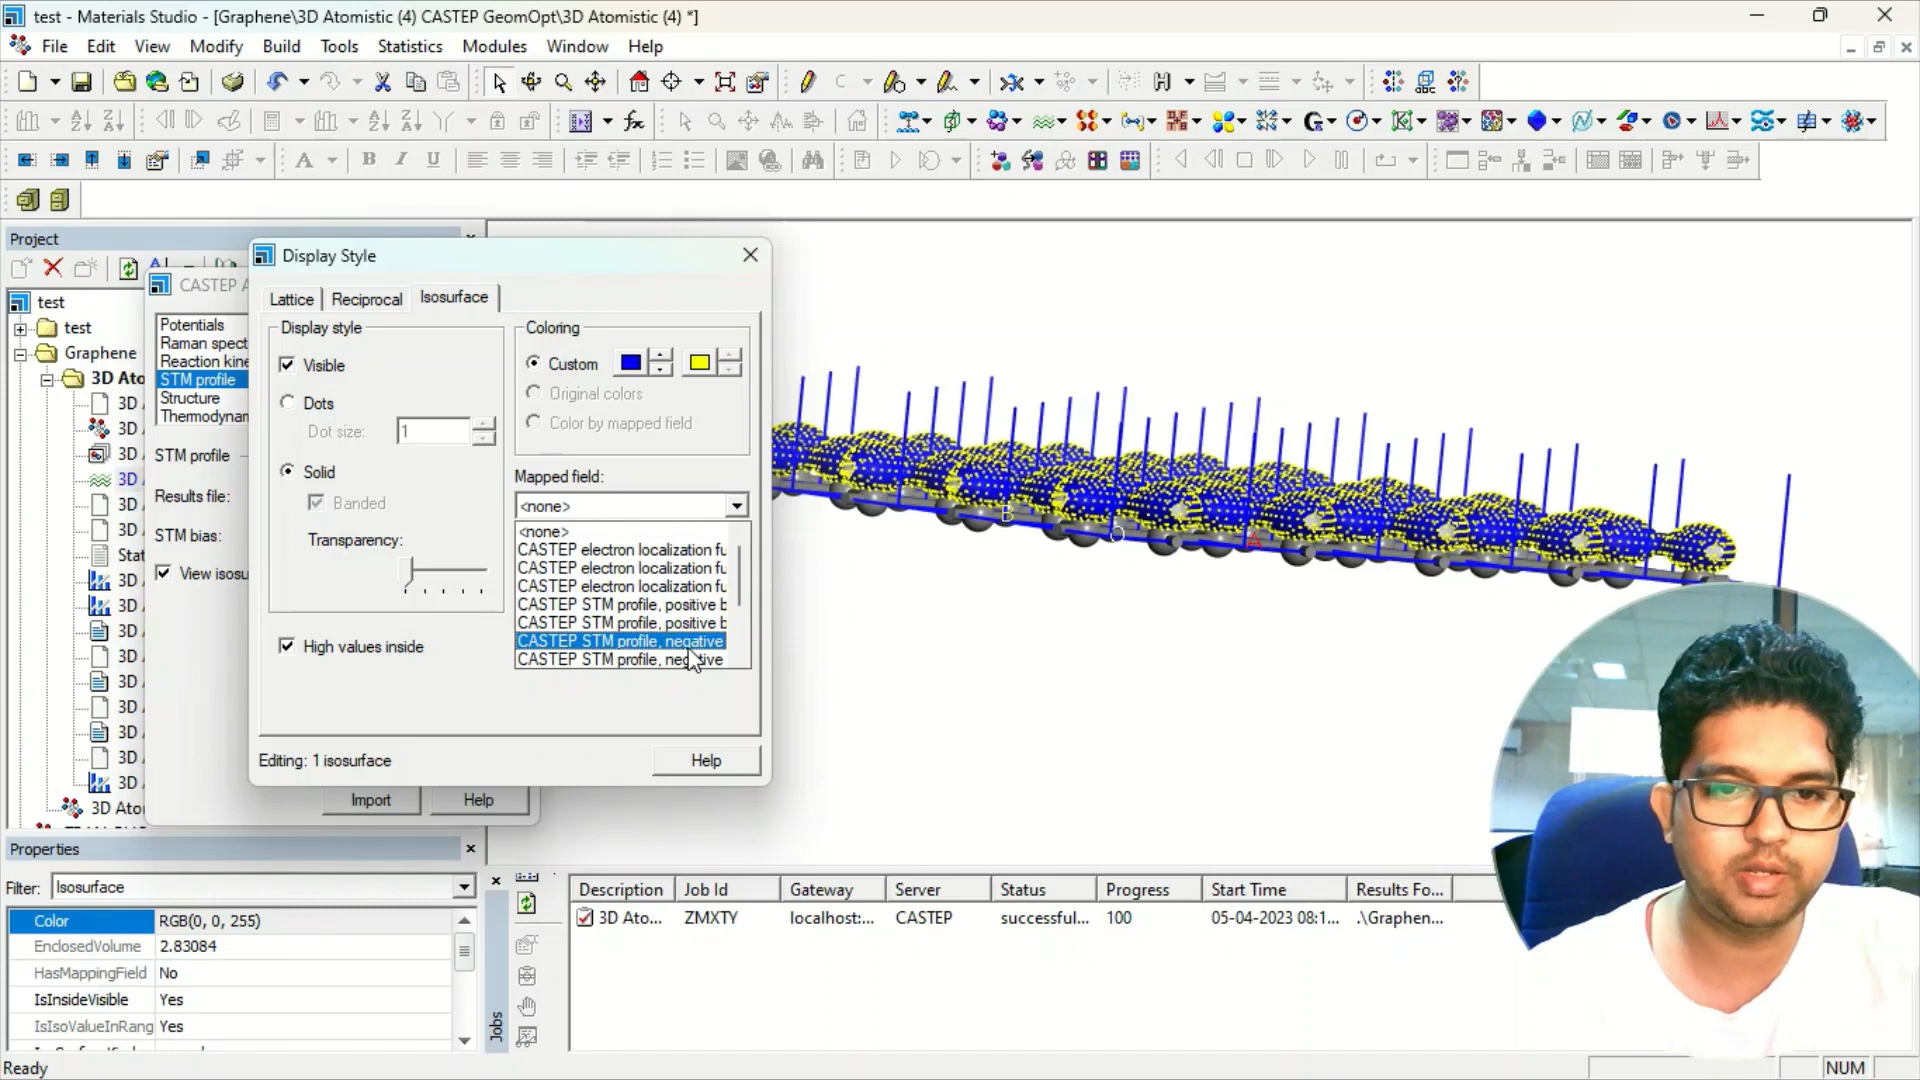 test - Materials Studio - [Graphene\3D Atomistic (4) CASTEP GeomOpt\3D Atomistic (4) *]
File Edit View Modify Build Tools Statistics Modules Window Help
Project
test
test
Graphene
3D Ato
3D
3D
3D
3D
3D
3D
Stat
3D
3D
3D
3D
3D
3D
3D
3D
3D
3D Ato
CASTEP A
Potentials
Raman spect
Reaction kine
STM profile
Structure
Thermodynam
STM profile
Results file:
STM bias:
View isosu
Import Help
Display Style
Lattice Reciprocal Isosurface
Display style
Visible
Dots
Dot size: 1
Solid
Banded
Transparency:
High values inside
Coloring
Custom
Original colors
Color by mapped field
Mapped field:
<none>
<none>
CASTEP electron localization fu
CASTEP electron localization fu
CASTEP electron localization fu
CASTEP STM profile, positive b
CASTEP STM profile, positive b
CASTEP STM profile, negative
CASTEP STM profile, negative
Editing: 1 isosurface
Help
B O A
Properties
Filter: Isosurface
Color RGB(0, 0, 255)
EnclosedVolume 2.83084
HasMappingField No
IsInsideVisible Yes
IsIsoValueInRang Yes
Jobs
Description Job Id Gateway Server Status Progress Start Time Results Fo...
3D Ato... ZMXTY localhost:... CASTEP successful... 100 05-04-2023 08:1... .\Graphen...
Ready
NUM